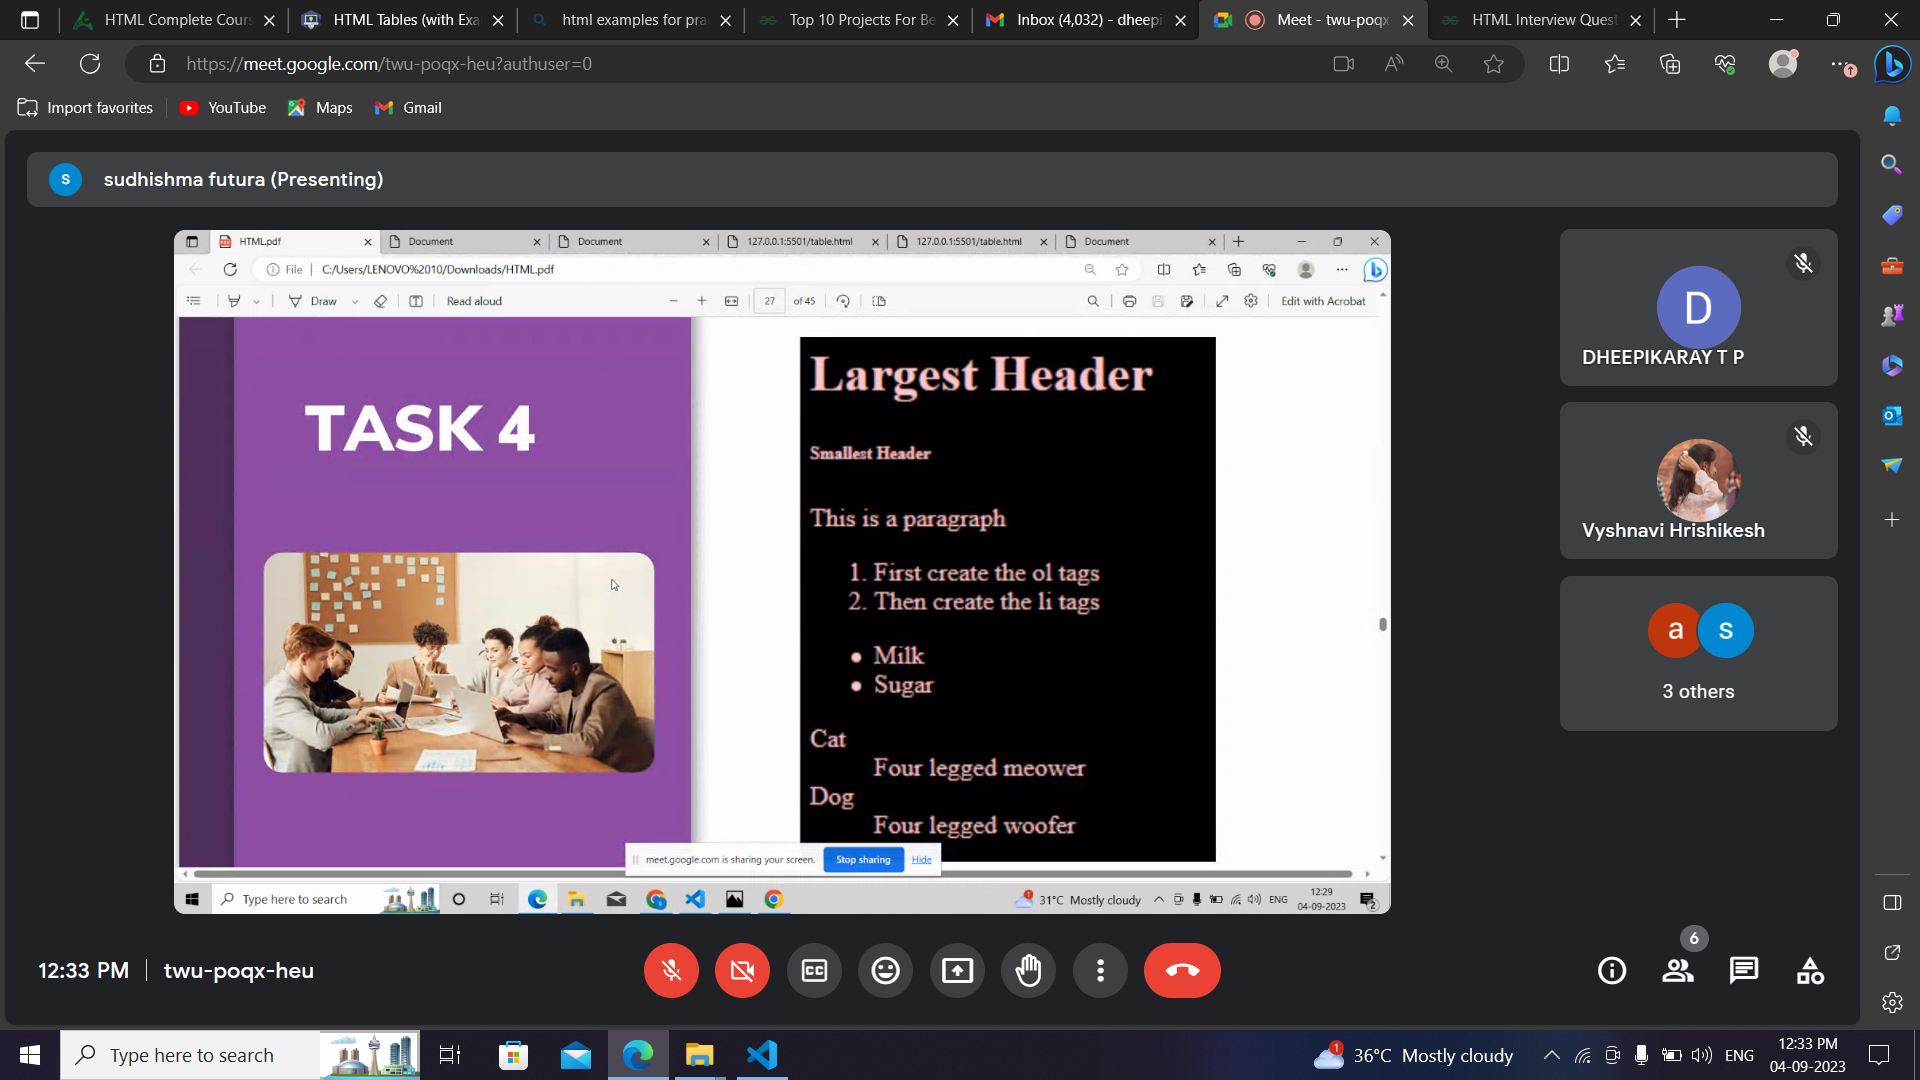 HTML Complete Cours
HTML Tables (with Exa
html examples for pra
Top 10 Projects For Be
Inbox (4,032) - dheepi
Meet - twu-poqx
HTML Interview Quest
https://meet.google.com/twu-poqx-heu?authuser=0
Import favorites
YouTube
Maps
Gmail
s
sudhishma futura (Presenting)
HTML.pdf
Document
Document
127.0.0.1:5501/table.html
127.0.0.1:5501/table.html
Document
File
C:/Users/LENOVO%2010/Downloads/HTML.pdf
Draw
Read aloud
27
of 45
Edit with Acrobat
TASK 4
Largest Header
Smallest Header
This is a paragraph
1. First create the ol tags
2. Then create the li tags
• Milk
• Sugar
Cat
Four legged meower
Dog
Four legged woofer
meet.google.com is sharing your screen.
Stop sharing
Hide
Type here to search
31°C Mostly cloudy
ENG
12:29
04-09-2023
2
D
DHEEPIKARAY T P
Vyshnavi Hrishikesh
a
s
3 others
12:33 PM
twu-poqx-heu
CC
6
Type here to search
1
36°C Mostly cloudy
ENG
12:33 PM
04-09-2023